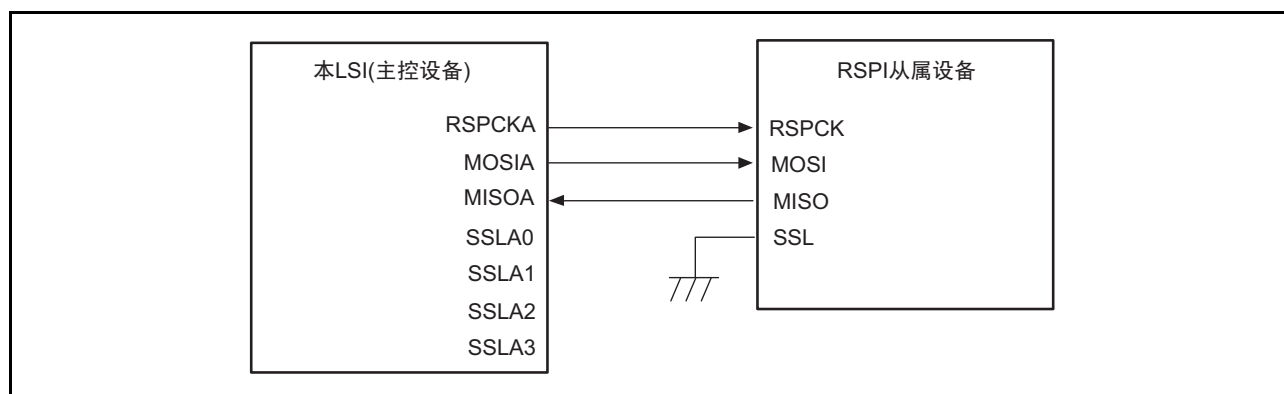 本LSI(主控设备)
RSPCKA
MOSIA
MISOA
SSLA0
SSLA1
SSLA2
SSLA3
RSPI从属设备
RSPCK
MOSI
MISO
SSL